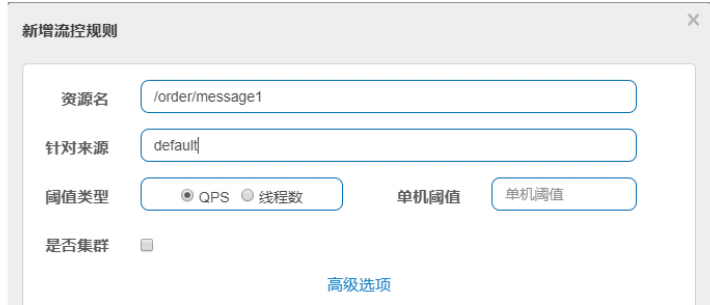 新增流控规则 ×
资源名 /order/message1
针对来源 default
阈值类型 QPS 线程数 单机阈值 单机阈值
是否集群
高级选项